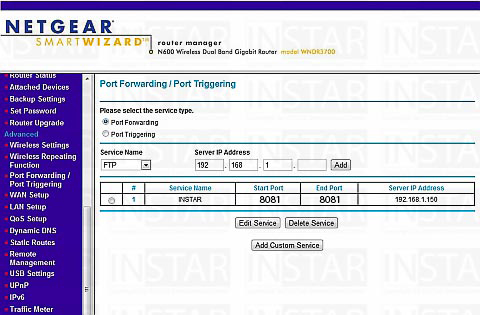 NETGEAR
SMARTWIZARD™ router manager
N600 Wireless Dual Band Gigabit Router model WNDR3700
Router Status
Attached Devices
Backup Settings
Set Password
Router Upgrade
Advanced
Wireless Settings
Wireless Repeating
Function
Port Forwarding /
Port Triggering
WAN Setup
LAN Setup
QoS Setup
Dynamic DNS
Static Routes
Remote
Management
USB Settings
UPnP
IPv6
Traffic Meter
Port Forwarding / Port Triggering
Please select the service type.
Port Forwarding
Port Triggering
Service Name Server IP Address
FTP 192 . 168 . 1 . Add
# Service Name Start Port End Port Server IP Address
1 INSTAR 8081 8081 192.168.1.150
Edit Service Delete Service
Add Custom Service
INSTAR